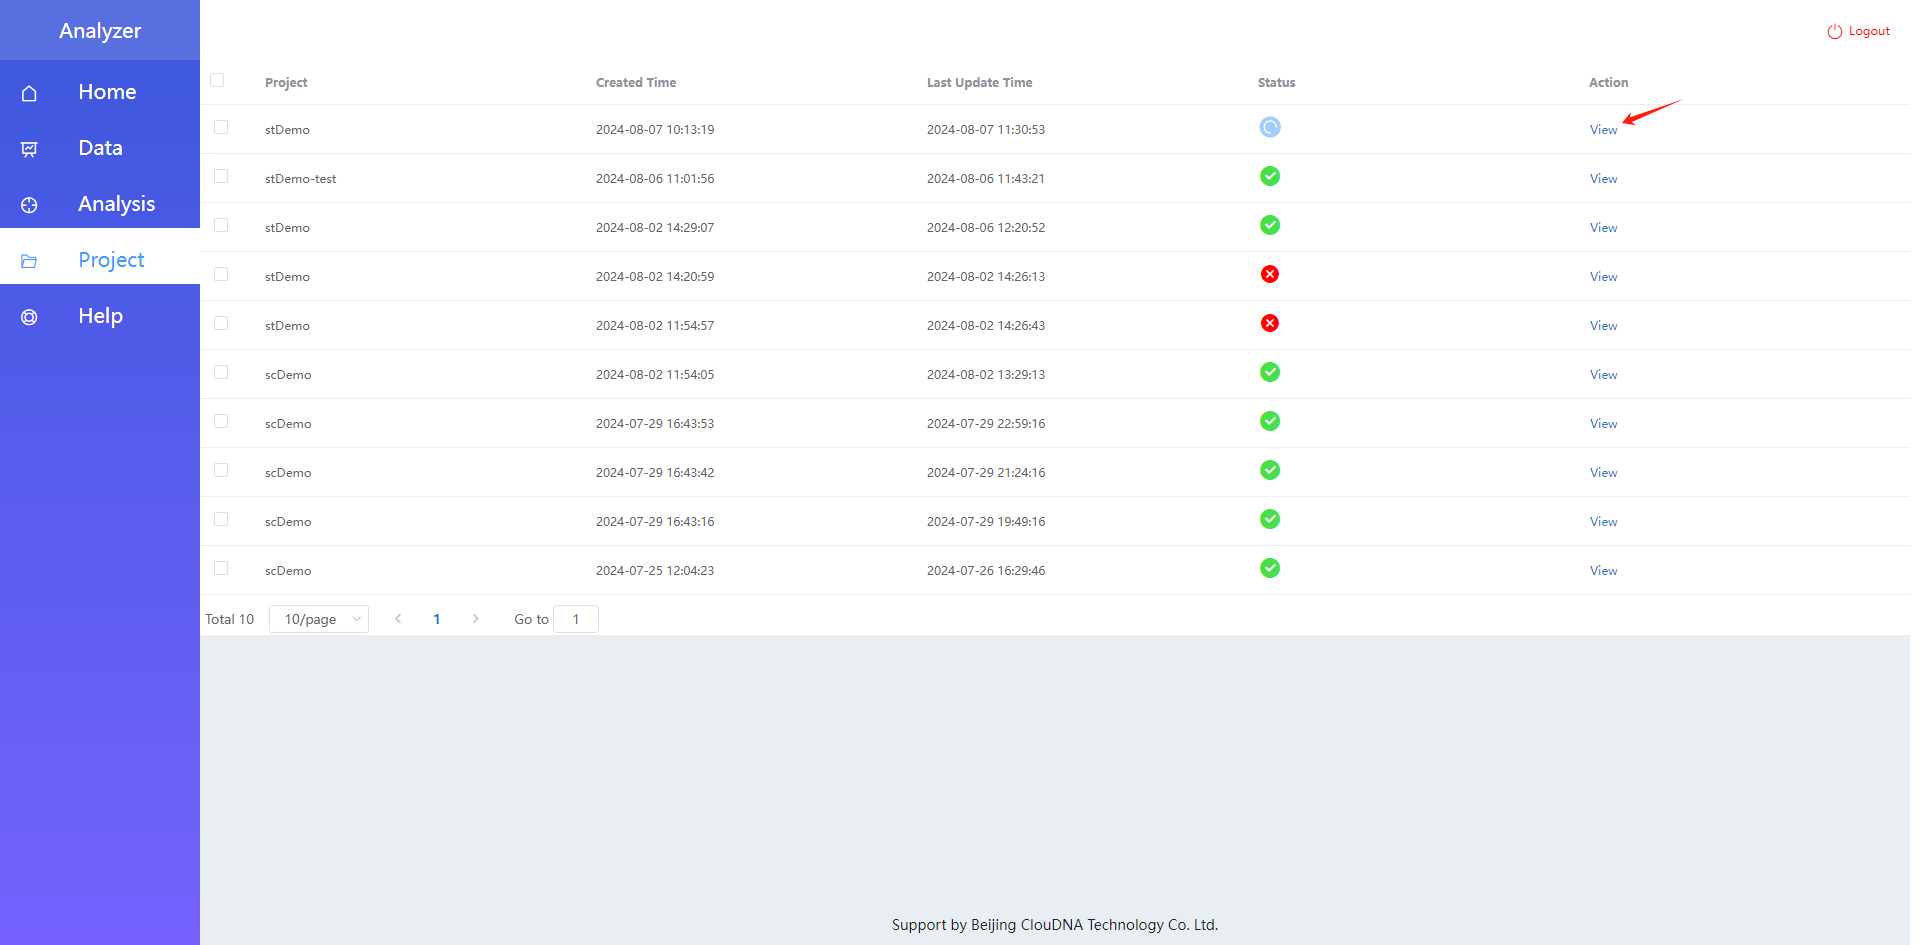 Analyzer
Logout
Home
Data
Analysis
Project
Help
Project Created Time Last Update Time Status Action
stDemo 2024-08-07 10:13:19 2024-08-07 11:30:53 View
stDemo-test 2024-08-06 11:01:56 2024-08-06 11:43:21 View
stDemo 2024-08-02 14:29:07 2024-08-06 12:20:52 View
stDemo 2024-08-02 14:20:59 2024-08-02 14:26:13 View
stDemo 2024-08-02 11:54:57 2024-08-02 14:26:43 View
scDemo 2024-08-02 11:54:05 2024-08-02 13:29:13 View
scDemo 2024-07-29 16:43:53 2024-07-29 22:59:16 View
scDemo 2024-07-29 16:43:42 2024-07-29 21:24:16 View
scDemo 2024-07-29 16:43:16 2024-07-29 19:49:16 View
scDemo 2024-07-25 12:04:23 2024-07-26 16:29:46 View
Total 10 10/page 1 Go to 1
Support by Beijing ClouDNA Technology Co. Ltd.